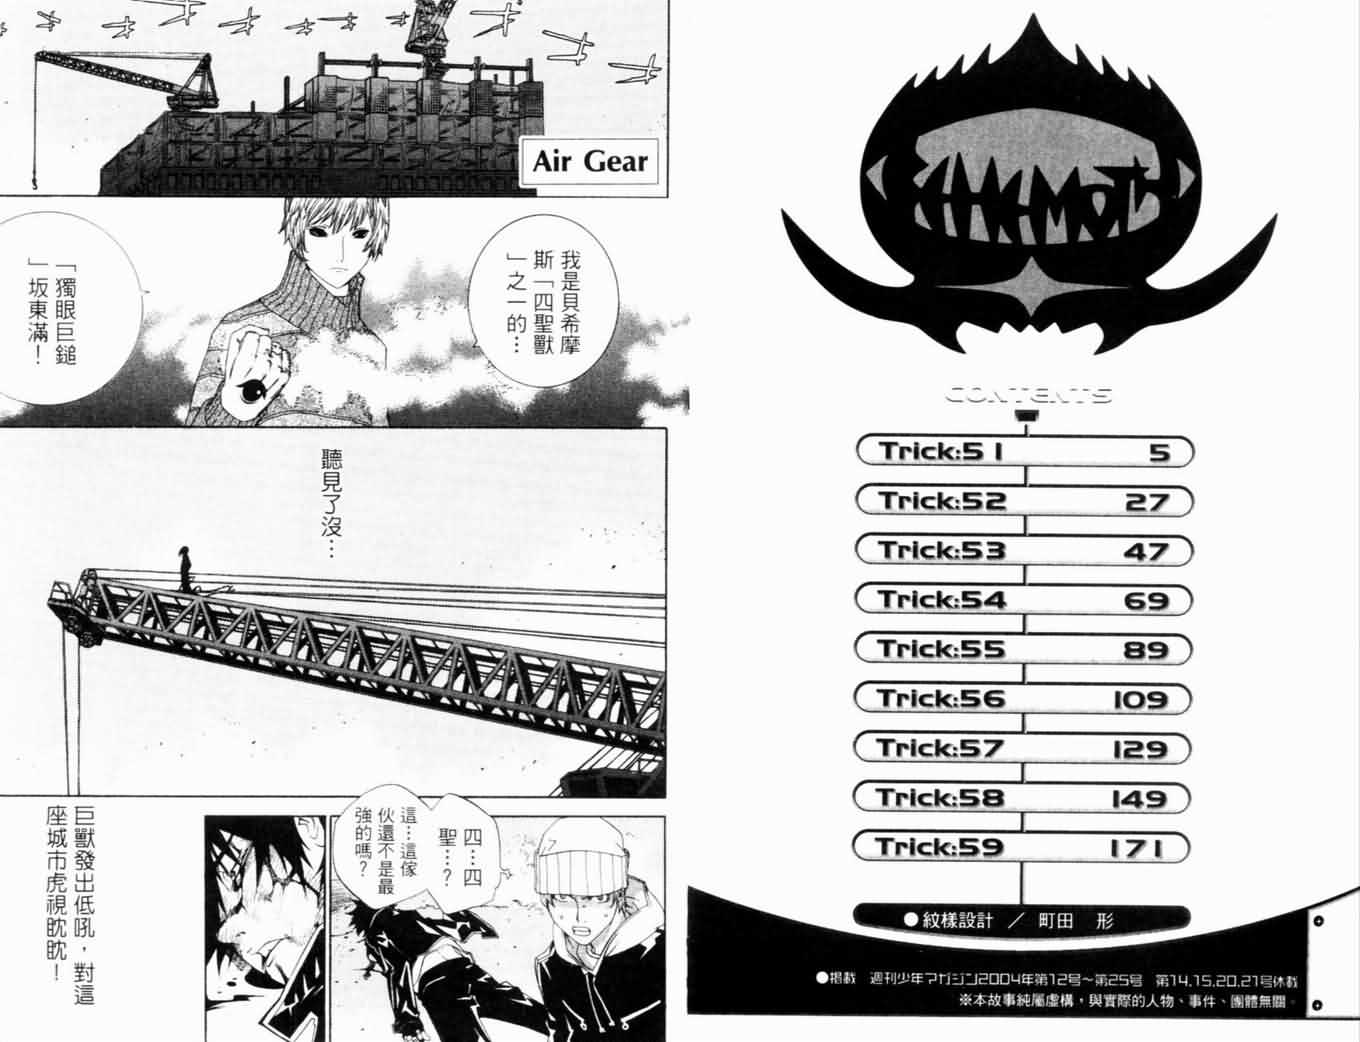 BEHEMOTH
CONTENTS
Trick:51 5
Trick:52 27
Trick:53 47
Trick:54 69
Trick:55 89
Trick:56 109
Trick:57 129
Trick:58 149
Trick:59 171
●紋樣設計 ／ 町田 形
●揭載 週刊少年マガジン2004年第12号～第25号 第14,15,20,21号休載
※本故事純屬虛構，與實際的人物、事件、團體無關。
Air Gear
我是貝希摩
斯「四聖獸
」之一的…
「獨眼巨鎚
」坂東滿！
聽見了沒…
四…四
聖…？
這…這傢
伙還不是最
強的嗎？
巨獸發出低吼，對這
座城市虎視眈眈！